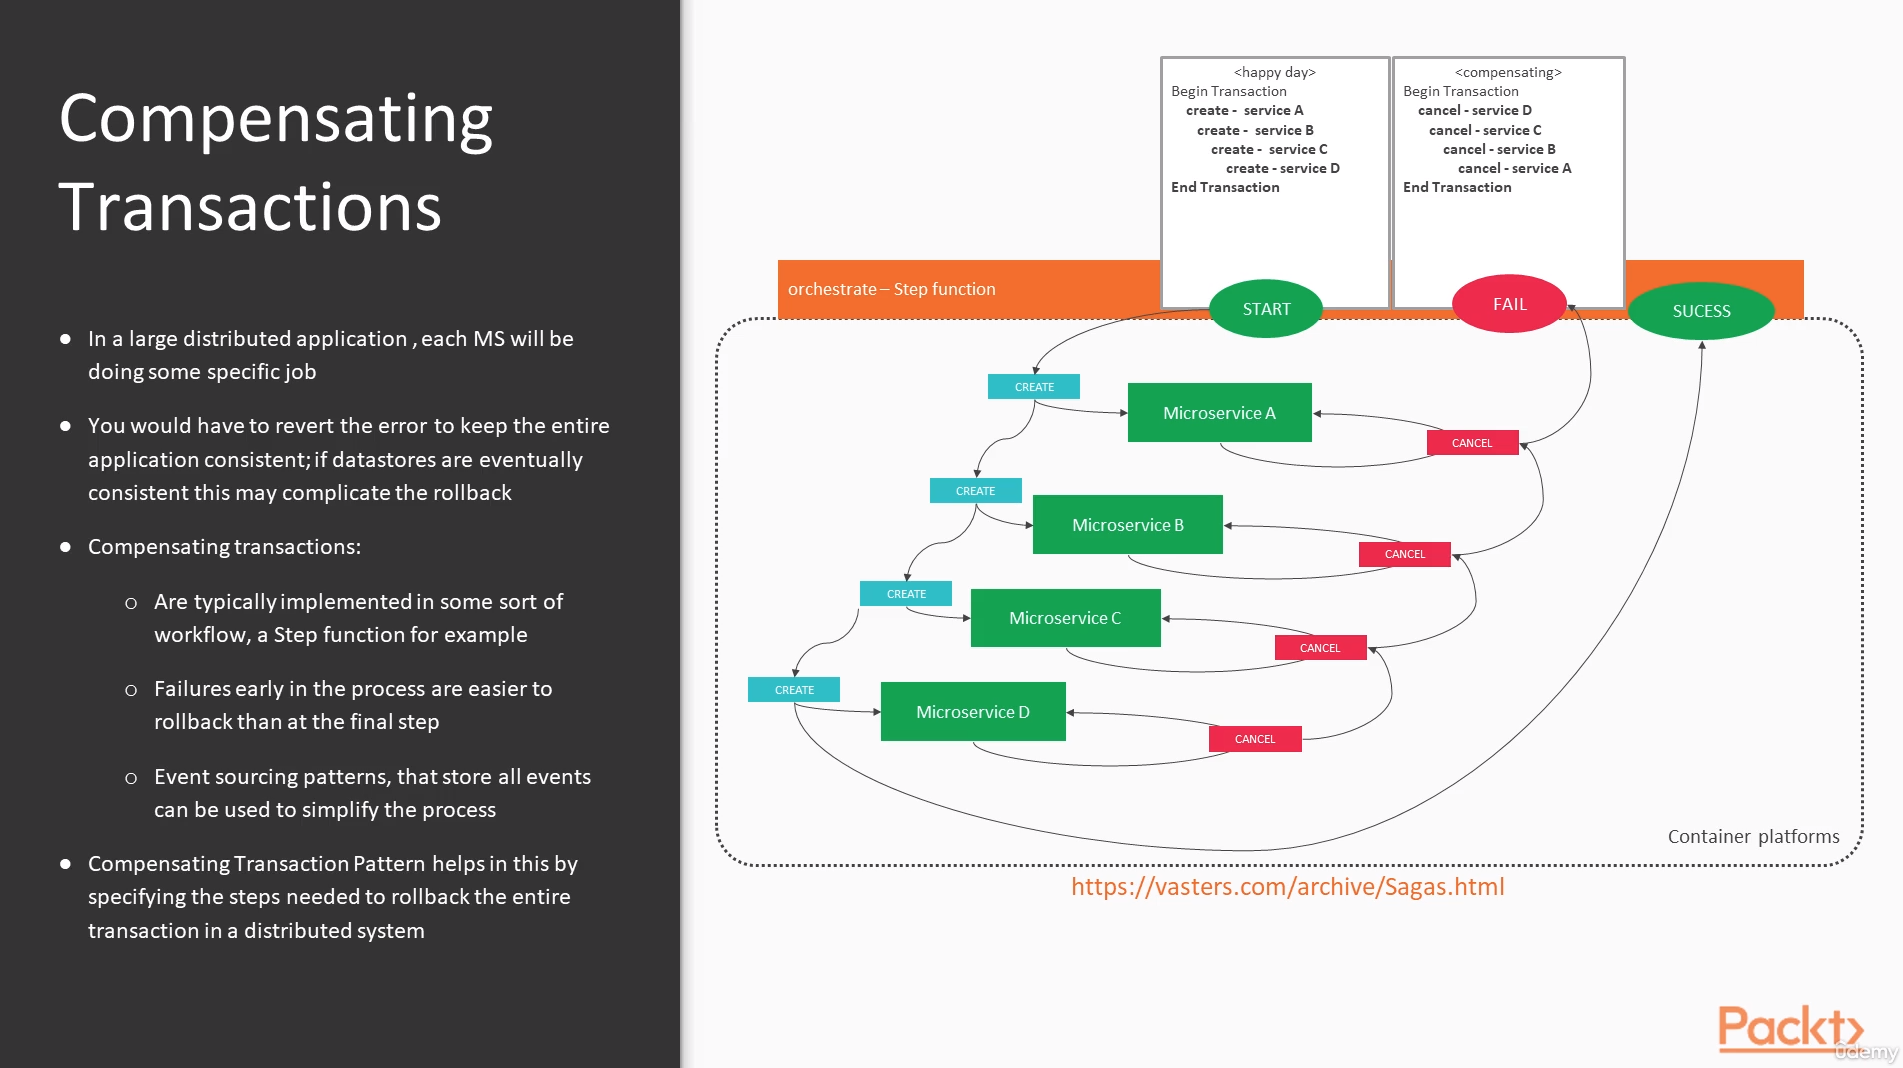 Compensating
Transactions
● In a large distributed application , each MS will be
doing some specific job
● You would have to revert the error to keep the entire
application consistent; if datastores are eventually
consistent this may complicate the rollback
● Compensating transactions:
○ Are typically implemented in some sort of
workflow, a Step function for example
○ Failures early in the process are easier to
rollback than at the final step
○ Event sourcing patterns, that store all events
can be used to simplify the process
● Compensating Transaction Pattern helps in this by
specifying the steps needed to rollback the entire
transaction in a distributed system
<happy day>
Begin Transaction
create - service A
create - service B
create - service C
create - service D
End Transaction
<compensating>
Begin Transaction
cancel - service D
cancel - service C
cancel - service B
cancel - service A
End Transaction
orchestrate – Step function
START
FAIL
SUCESS
CREATE
Microservice A
CANCEL
CREATE
Microservice B
CANCEL
CREATE
Microservice C
CANCEL
CREATE
Microservice D
CANCEL
Container platforms
https://vasters.com/archive/Sagas.html
Packt
ûdemy